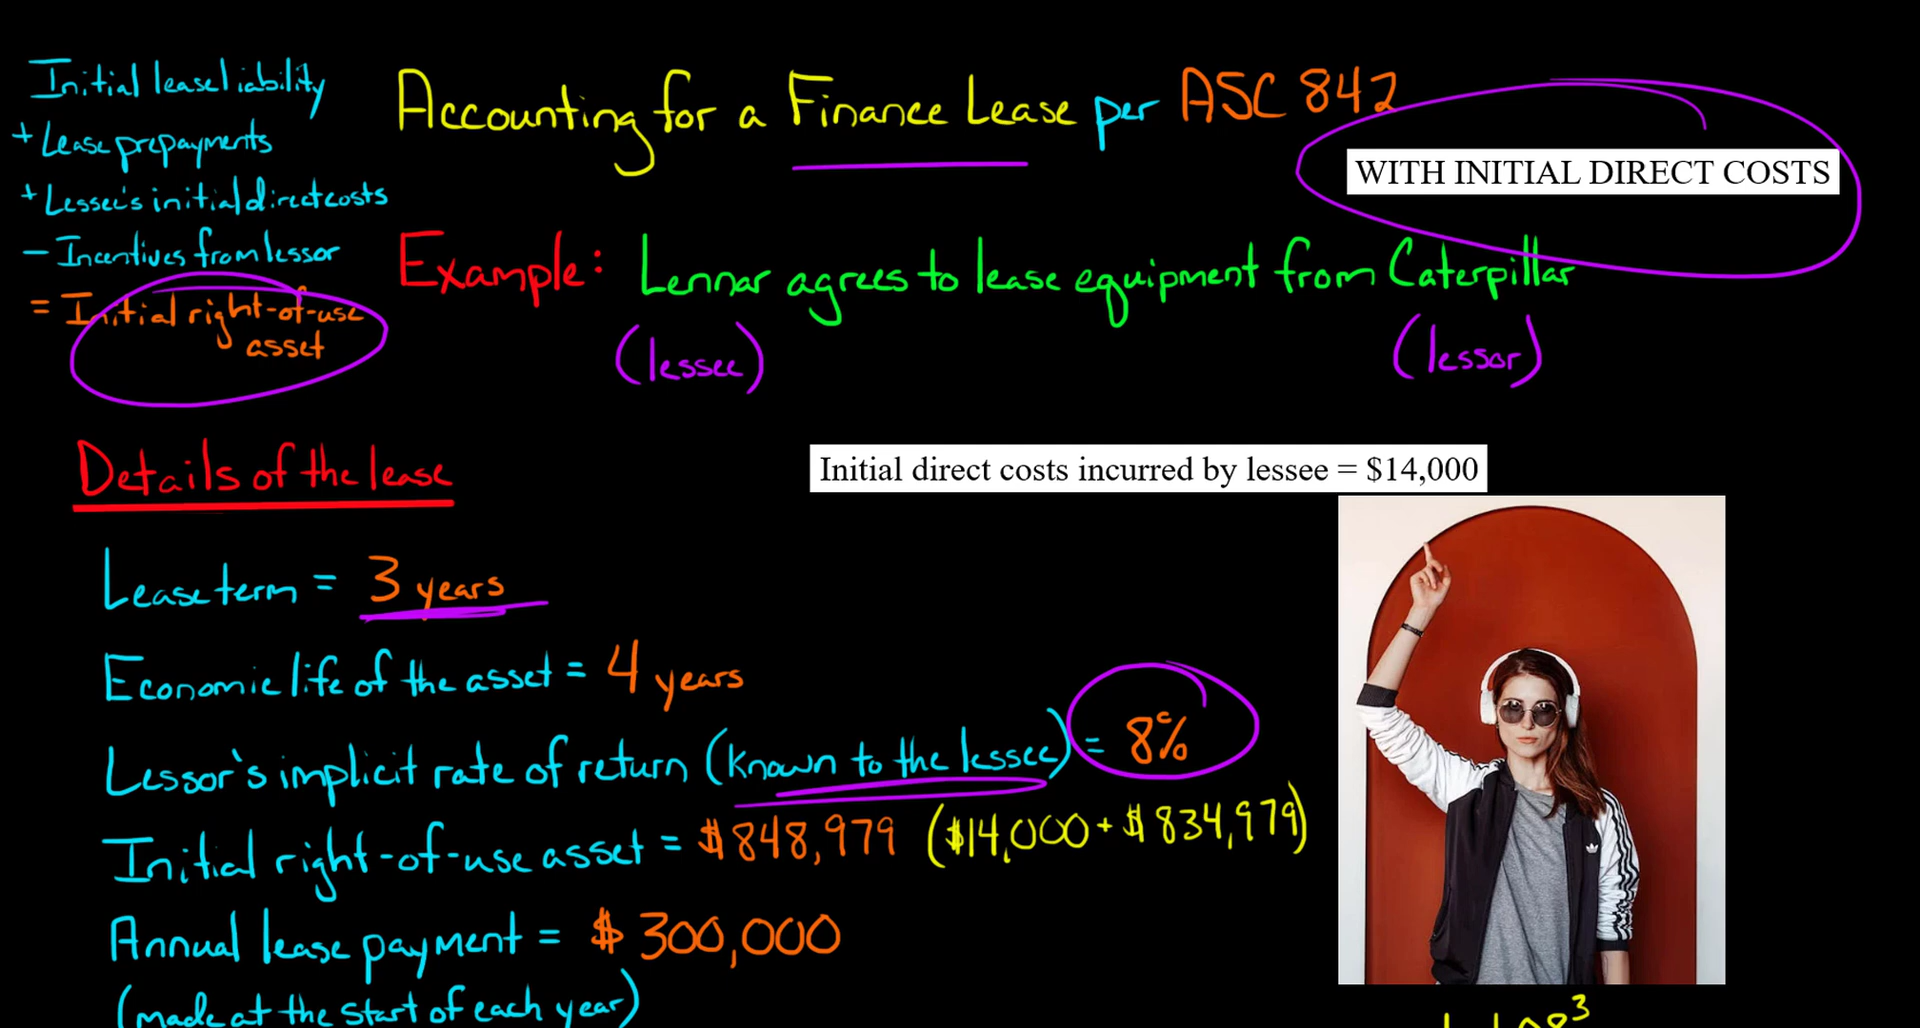 Initial lease liability
+ Lease prepayments
+ Lessee's initial direct costs
- Incentives from lessor
= Initial right-of-use
asset
Accounting for a Finance Lease per ASC 842
WITH INITIAL DIRECT COSTS
Example: Lennar agrees to lease equipment from Caterpillar
(lessee) (lessor)
Details of the lease
Initial direct costs incurred by lessee = $14,000
Lease term = 3 years
Economic life of the asset = 4 years
Lessor's implicit rate of return (known to the lessee) = 8%
Initial right-of-use asset = $848,979 ($14,000 + $834,979)
Annual lease payment = $300,000
(made at the start of each year)